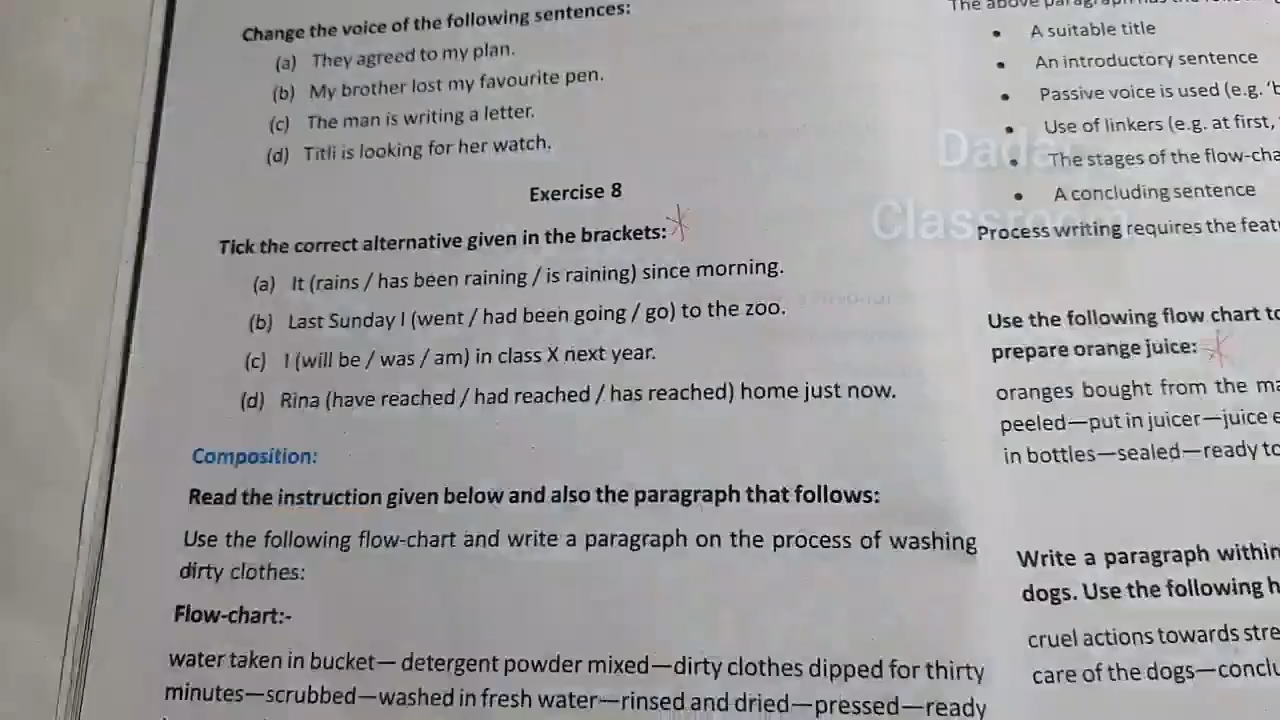 Change the voice of the following sentences:
(a) They agreed to my plan.
(b) My brother lost my favourite pen.
(c) The man is writing a letter.
(d) Titli is looking for her watch.
Exercise 8
Tick the correct alternative given in the brackets:
(a) It (rains / has been raining / is raining) since morning.
(b) Last Sunday I (went / had been going / go) to the zoo.
(c) I (will be / was / am) in class X next year.
(d) Rina (have reached / had reached / has reached) home just now.
Composition:
Read the instruction given below and also the paragraph that follows:
Use the following flow-chart and write a paragraph on the process of washing
dirty clothes:
Flow-chart:-
water taken in bucket— detergent powder mixed—dirty clothes dipped for thirty
minutes—scrubbed—washed in fresh water—rinsed and dried—pressed—ready
The above
• A suitable title
• An introductory sentence
• Passive voice is used (e.g.
• Use of linkers (e.g. at first,
• The stages of the
• A concluding sentence
Process writing requires the
Classroom
Use the following flow chart
prepare orange juice:
oranges bought from the
peeled—put in juicer—juice
in bottles—sealed—ready
Write a paragraph
dogs. Use the following
cruel actions towards
care of the dogs—